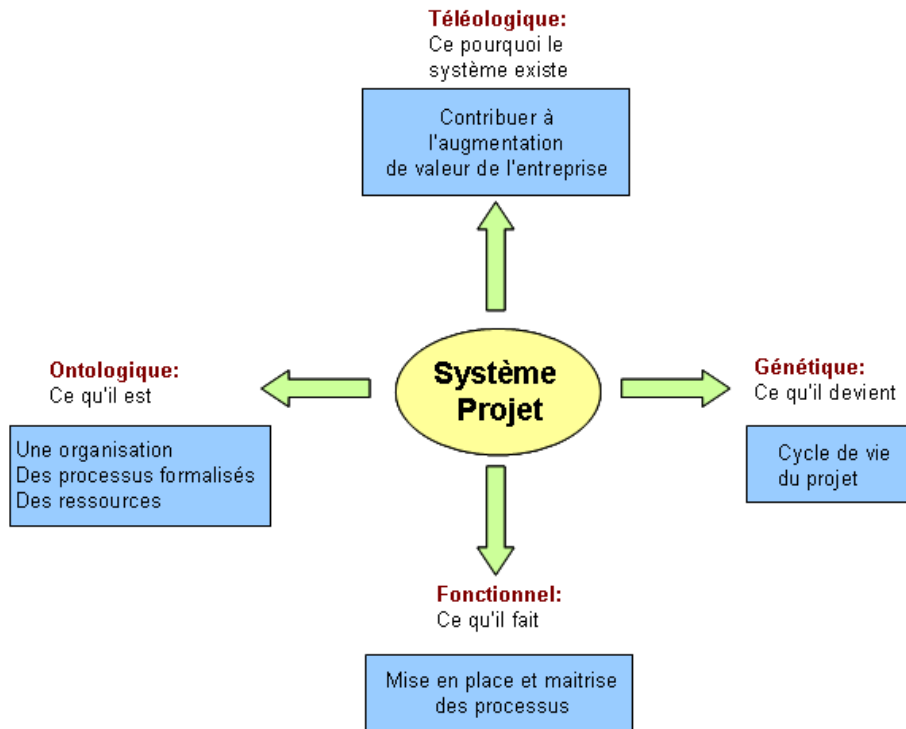 Téléologique:
Ce pourquoi le
système existe
Contribuer à
l'augmentation
de valeur de l'entreprise
Ontologique:
Ce qu'il est
Une organisation
Des processus formalisés
Des ressources
Système
Projet
Génétique:
Ce qu'il devient
Cycle de vie
du projet
Fonctionnel:
Ce qu'il fait
Mise en place et maitrise
des processus